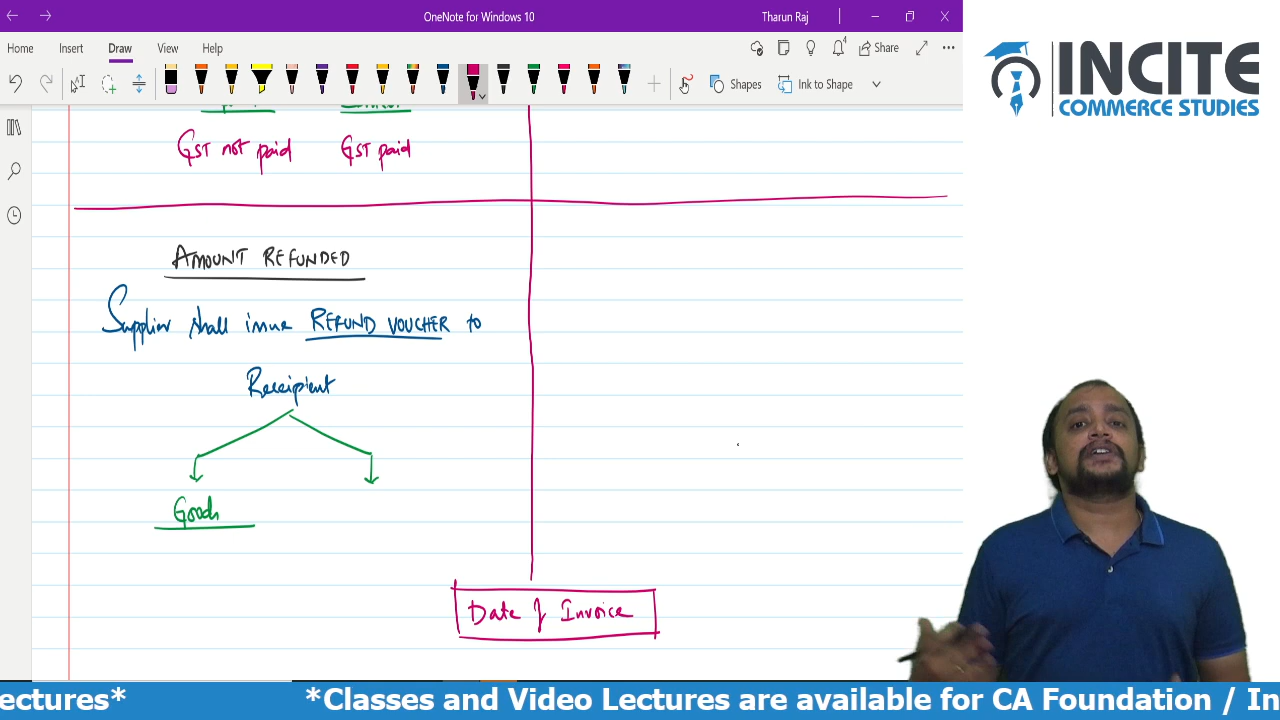 OneNote for Windows 10
Tharun Raj
Home Insert Draw View Help
4
Share
Shapes
Ink to Shape
INCITE
COMMERCE STUDIES
GST not paid GST paid
AMOUNT REFUNDED
Supplier shall issue REFUND VOUCHER to
Receipient
Goods
Date of Invoice
ectures* *Classes and Video Lectures are available for CA Foundation / In